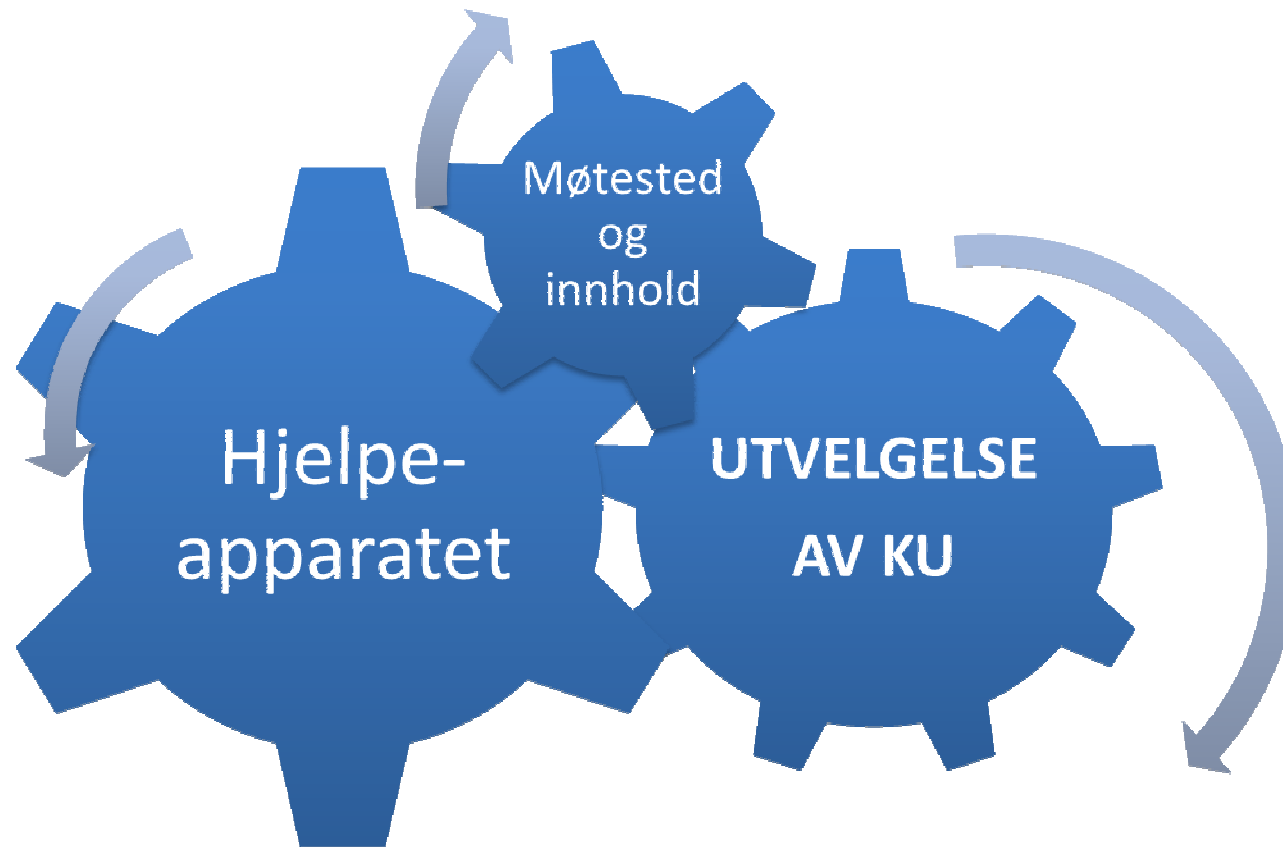 Møtested
og
innhold
Hjelpe-
apparatet
UTVELGELSE
AV KU